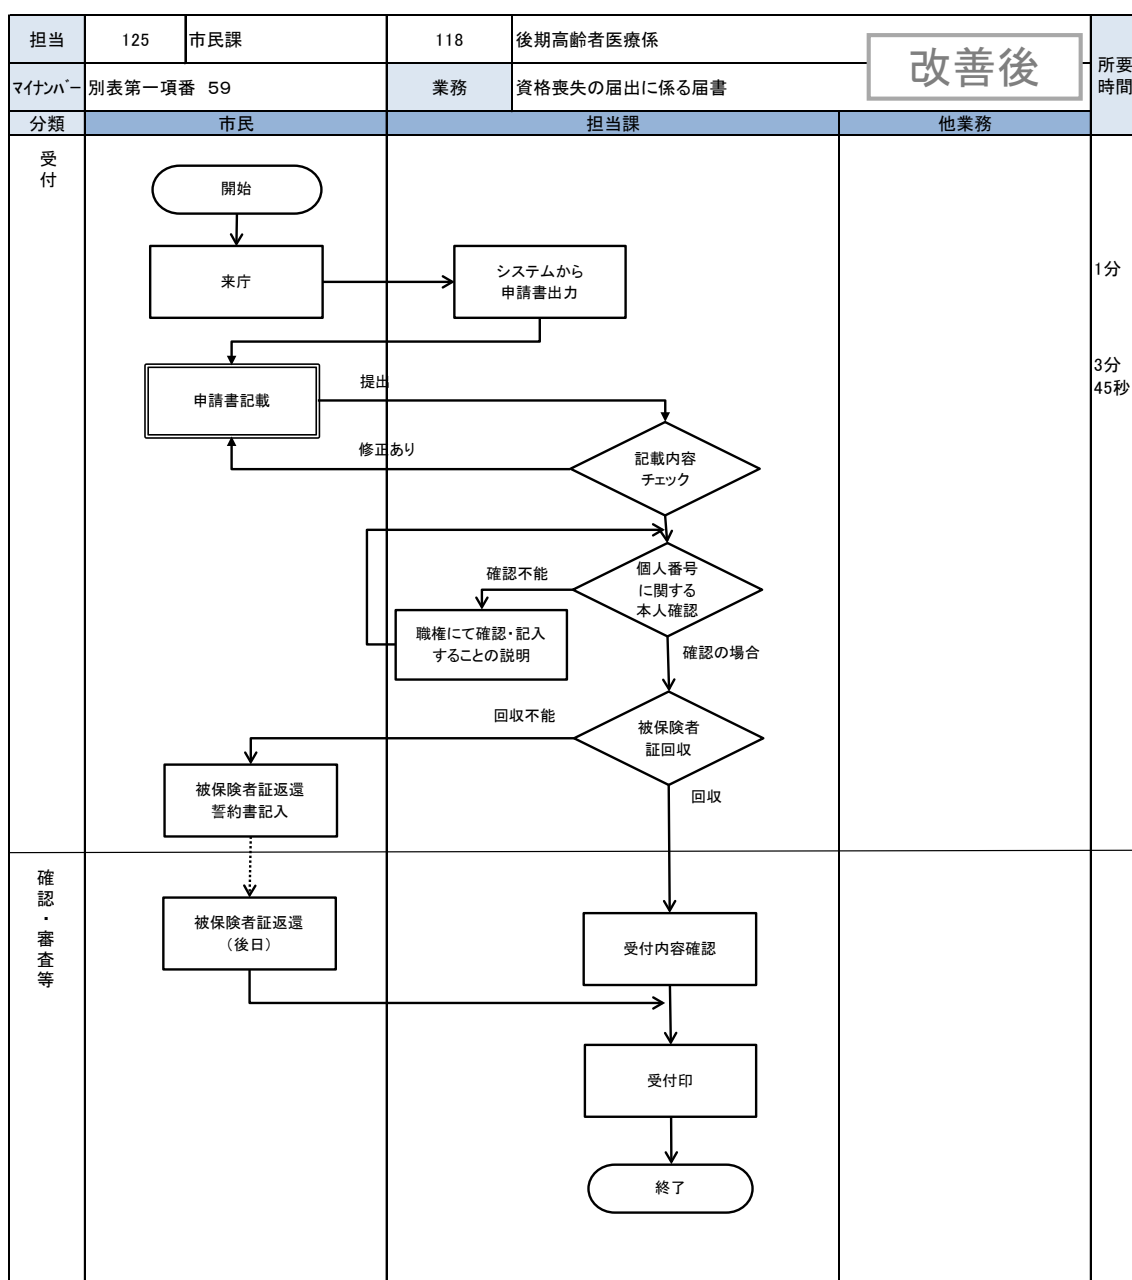 担当 125 市民課 118 後期高齢者医療係
改善後
所要
時間
マイナンバー 別表第一項番 59 業務 資格喪失の届出に係る届書
分類 市民 担当課 他業務
受
付
開始
来庁
システムから
申請書出力
1分
申請書記載
提出
3分
45秒
修正あり
記載内容
チェック
確認不能
個人番号
に関する
本人確認
職権にて確認・記入
することの説明
確認の場合
回収不能
被保険者
証回収
被保険者証返還
誓約書記入
回収
確
認
・
審
査
等
被保険者証返還
（後日）
受付内容確認
受付印
終了